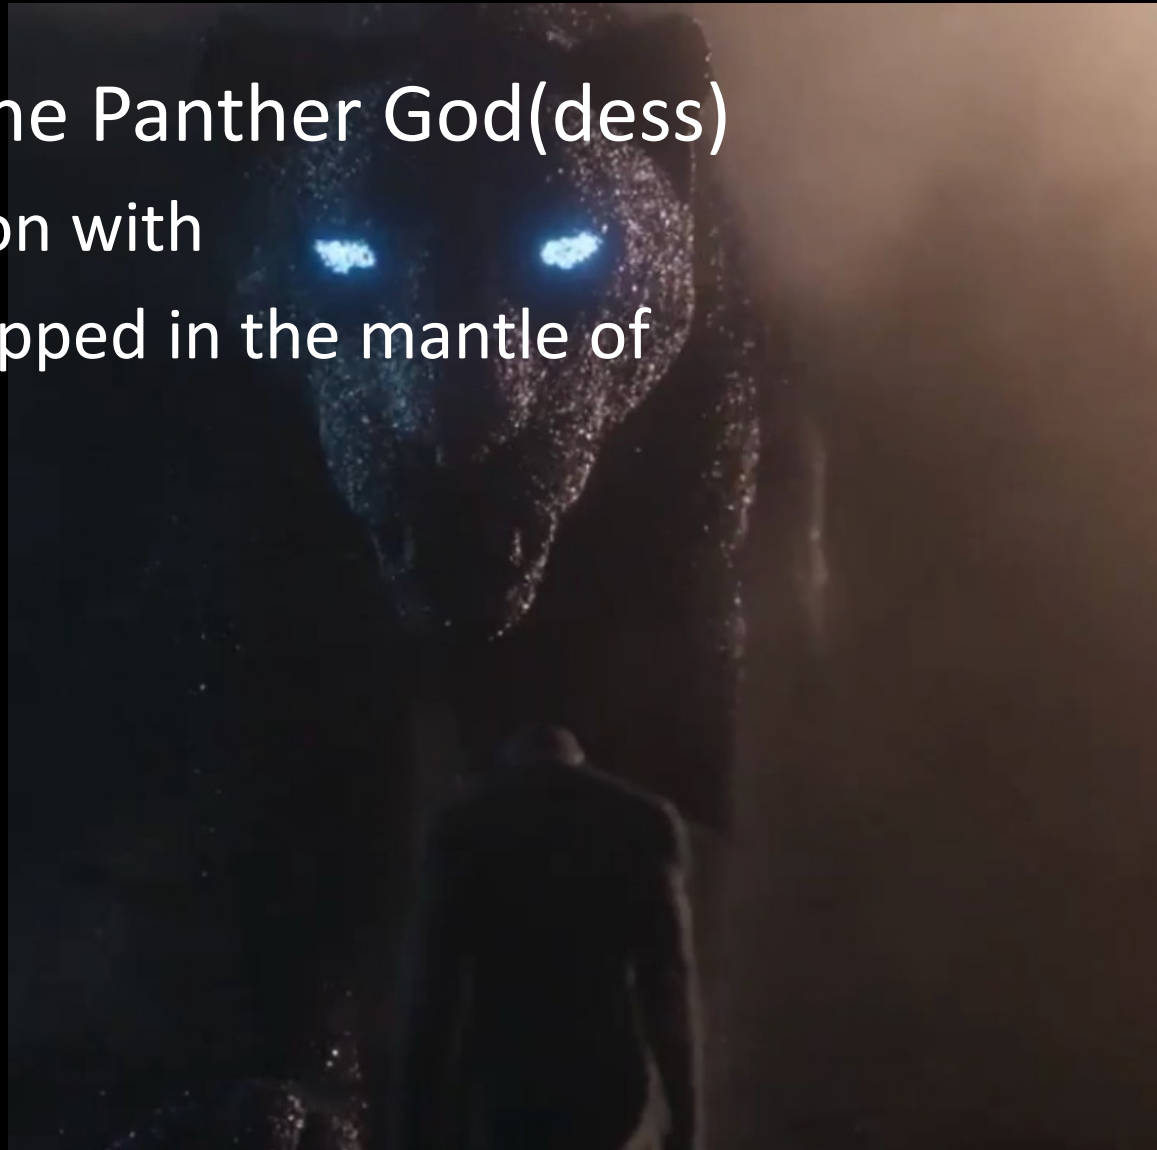 he Panther God(dess)
on with
pped in the mantle of